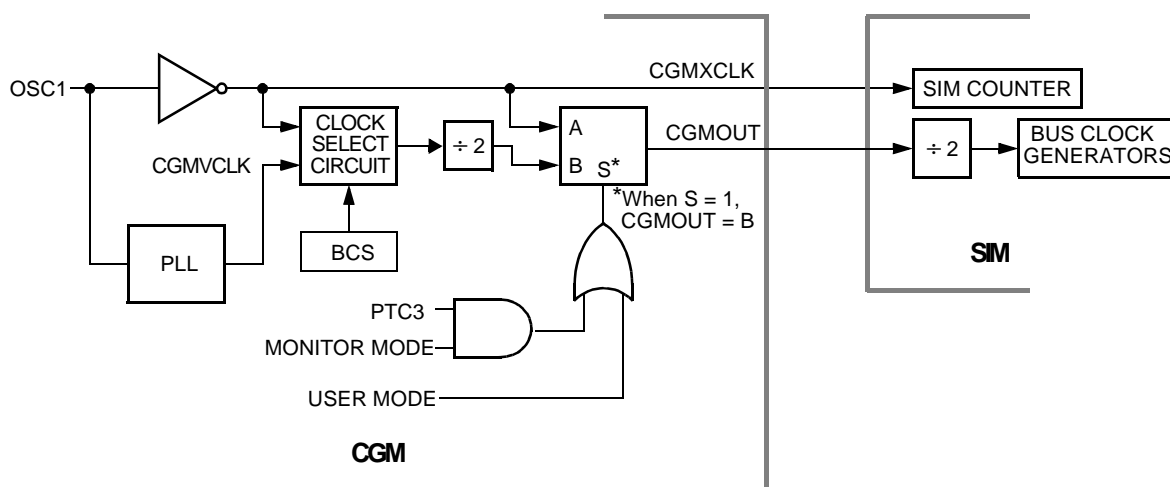 CGMXCLK
OSC1
SIM COUNTER
CLOCK
SELECT
CIRCUIT
A
B
S*
CGMOUT
÷ 2
÷ 2
BUS CLOCK
GENERATORS
CGMVCLK
*When S = 1,
CGMOUT = B
BCS
PLL
SIM
PTC3
MONITOR MODE
USER MODE
CGM